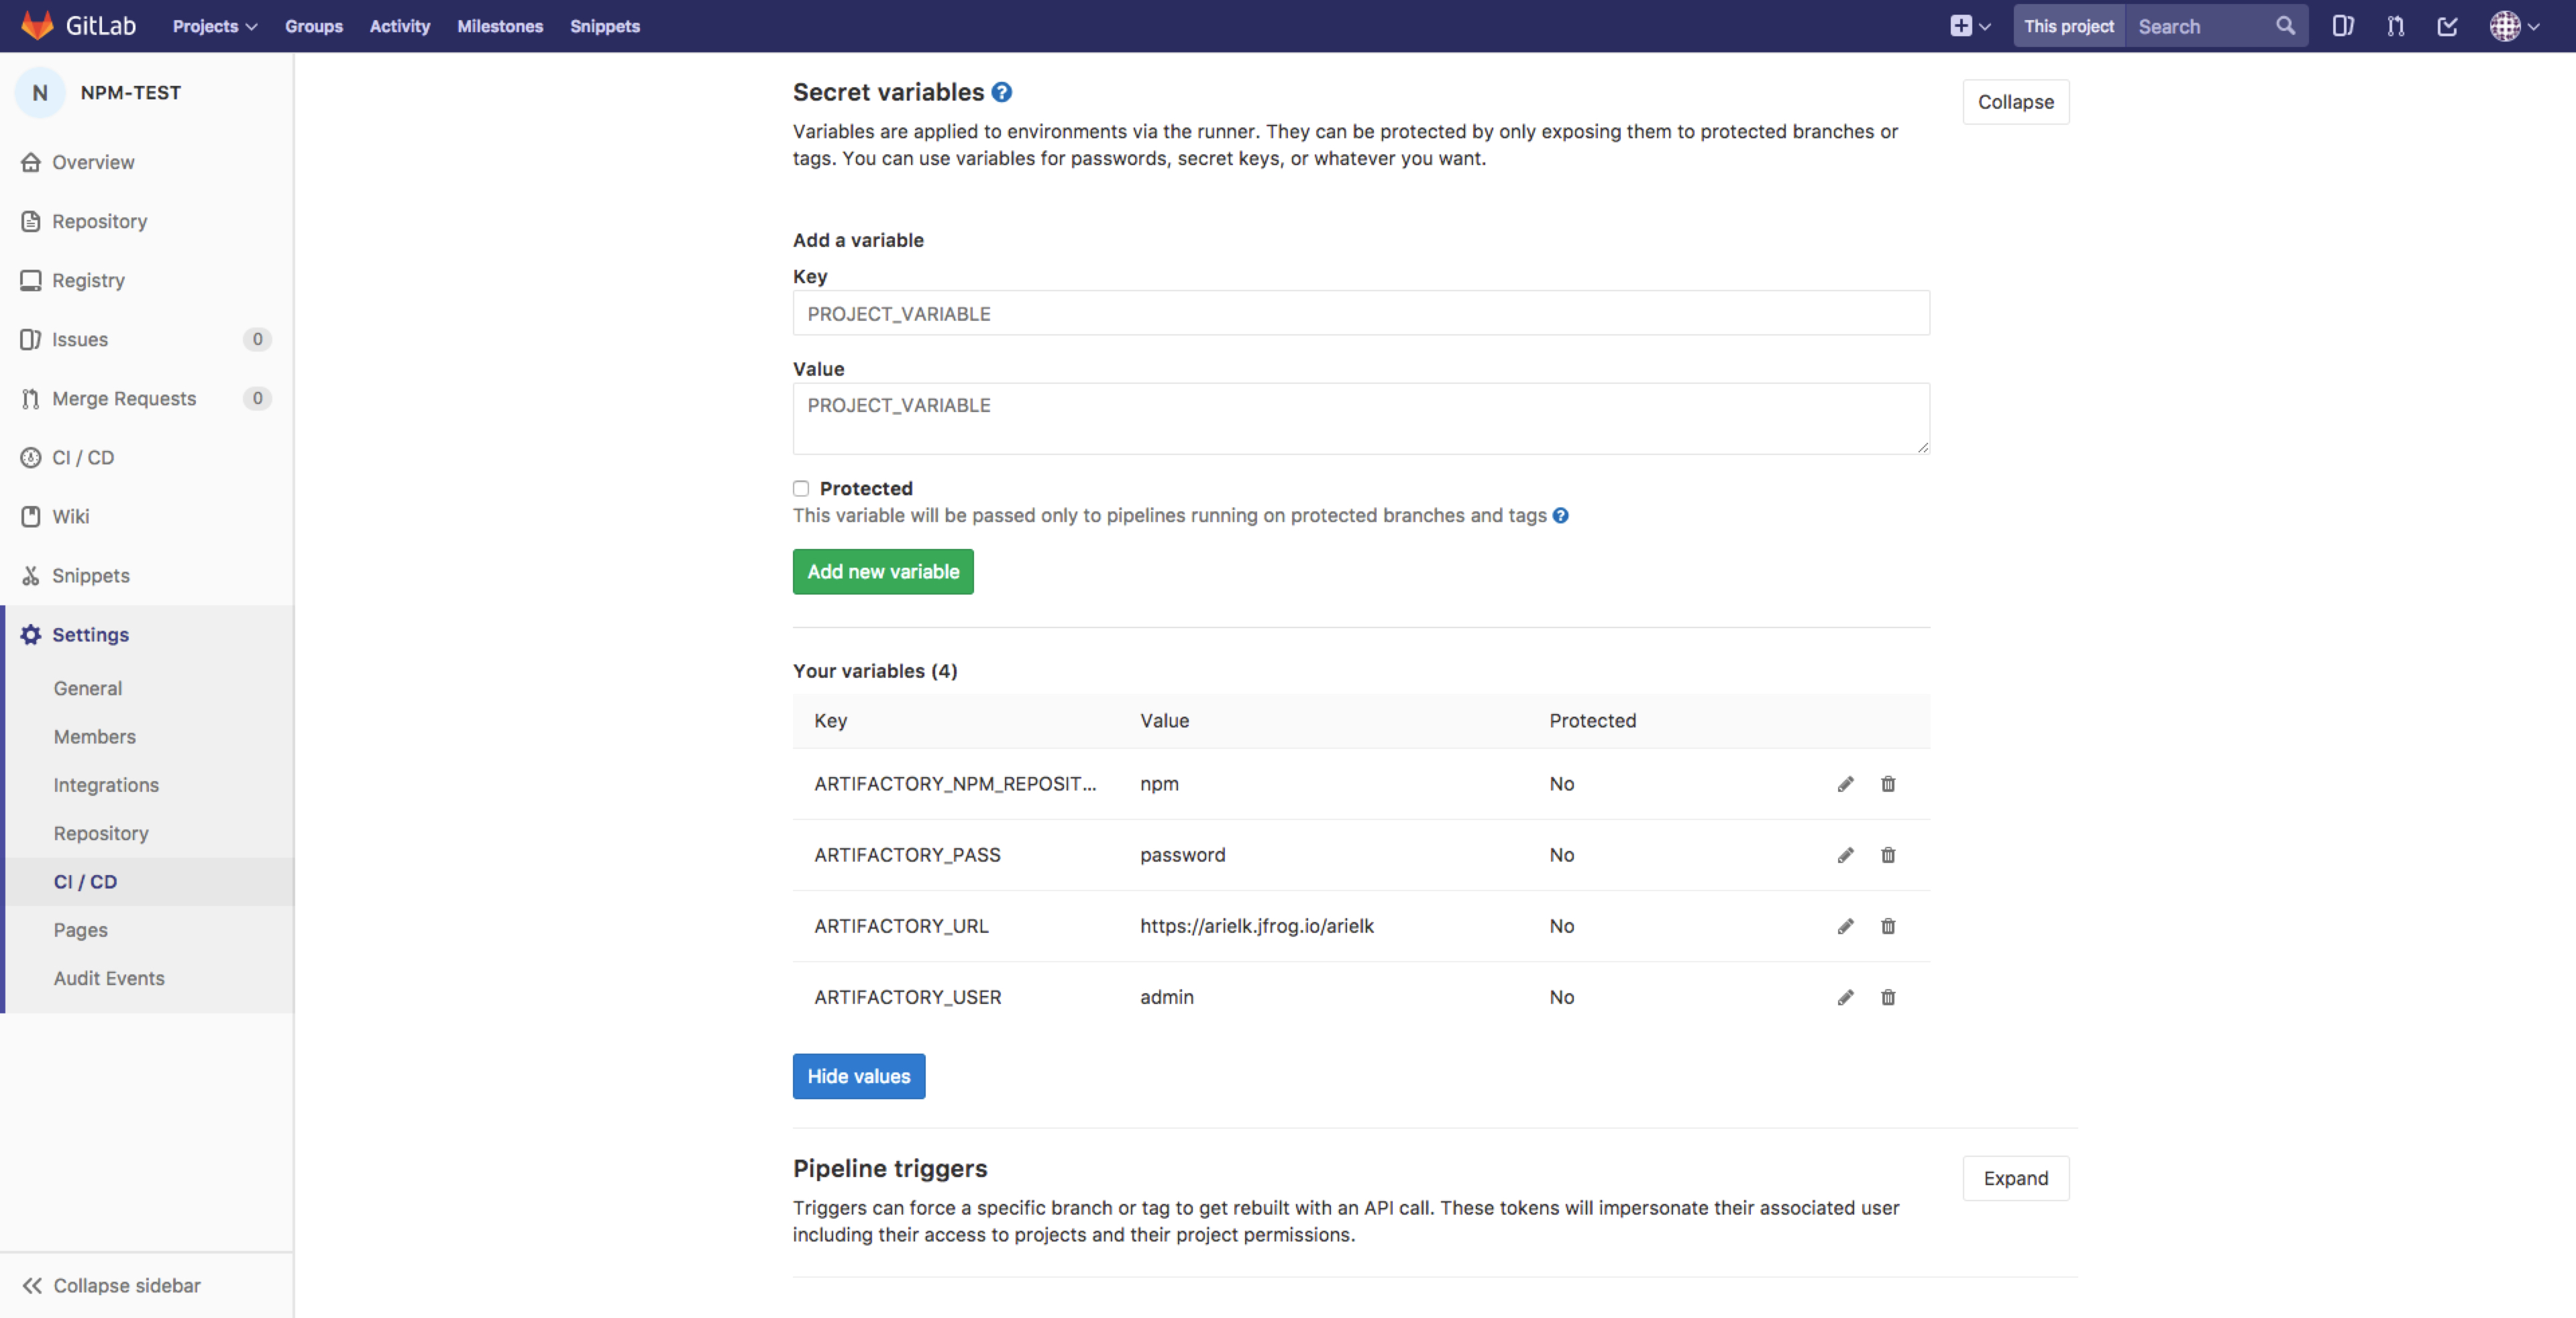 GitLab Projects Groups Activity Milestones Snippets This project Search
N NPM-TEST
Overview
Repository
Registry
Issues 0
Merge Requests 0
CI / CD
Wiki
Snippets
Settings
General
Members
Integrations
Repository
CI / CD
Pages
Audit Events
Collapse sidebar
Secret variables ?
Collapse
Variables are applied to environments via the runner. They can be protected by only exposing them to protected branches or
tags. You can use variables for passwords, secret keys, or whatever you want.
Add a variable
Key
PROJECT_VARIABLE
Value
PROJECT_VARIABLE
Protected
This variable will be passed only to pipelines running on protected branches and tags ?
Add new variable
Your variables (4)
Key Value Protected
ARTIFACTORY_NPM_REPOSIT... npm No
ARTIFACTORY_PASS password No
ARTIFACTORY_URL https://arielk.jfrog.io/arielk No
ARTIFACTORY_USER admin No
Hide values
Pipeline triggers
Expand
Triggers can force a specific branch or tag to get rebuilt with an API call. These tokens will impersonate their associated user
including their access to projects and their project permissions.